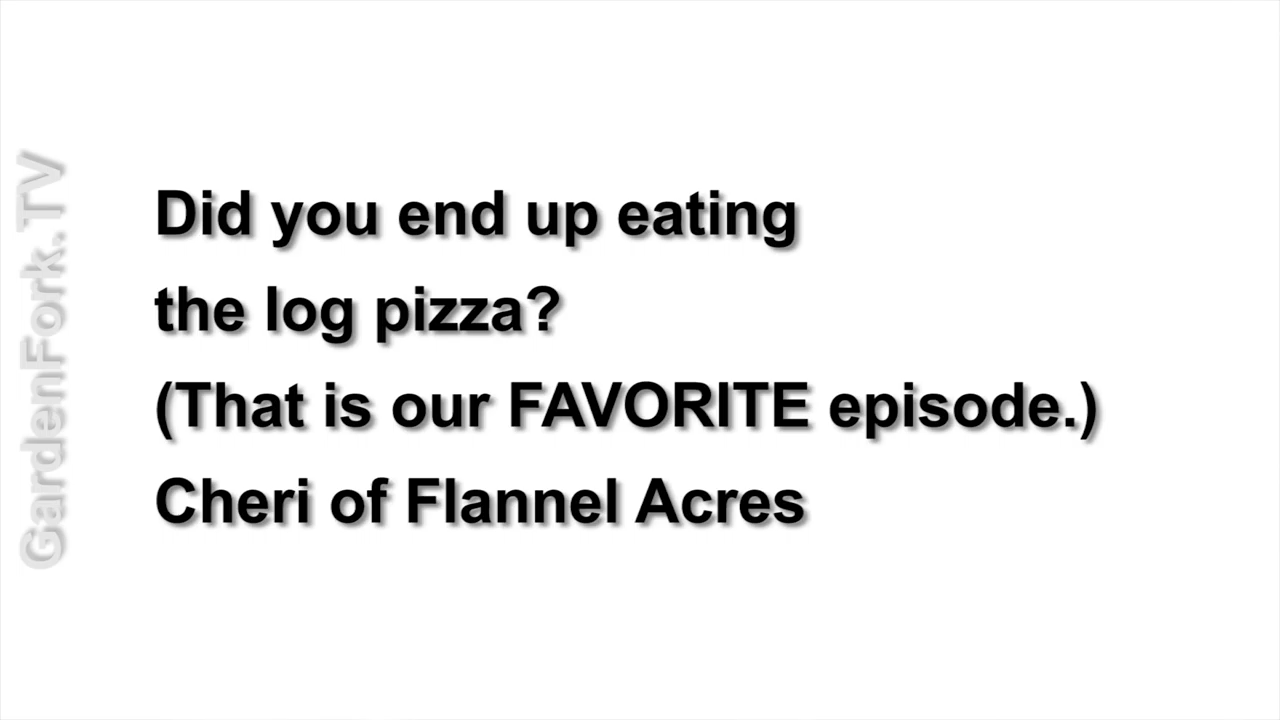 GardenFork.TV
Did you end up eating
the log pizza?
(That is our FAVORITE episode.)
Cheri of Flannel Acres